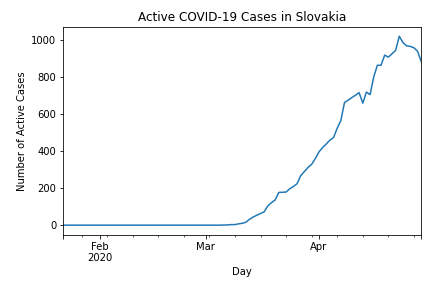 Active COVID-19 Cases in Slovakia
Number of Active Cases
1000
800
600
400
200
0
Feb
2020
Mar
Apr
Day